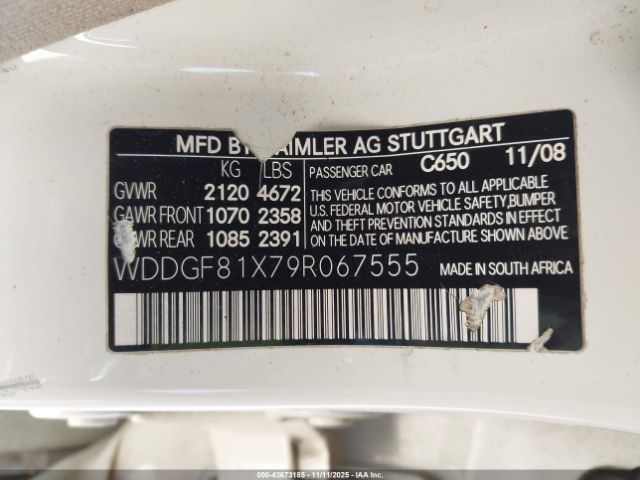 MFD BY DAIMLER AG STUTTGART
KG LBS
GVWR 2120 4672
GAWR FRONT 1070 2358
GAWR REAR 1085 2391
PASSENGER CAR C650 11/08
THIS VEHICLE CONFORMS TO ALL APPLICABLE
U.S. FEDERAL MOTOR VEHICLE SAFETY,BUMPER
AND THEFT PREVENTION STANDARDS IN EFFECT
ON THE DATE OF MANUFACTURE SHOWN ABOVE.
WDDGF81X79R067555 MADE IN SOUTH AFRICA
000-43673185 - 11/11/2025 - IAA, Inc.